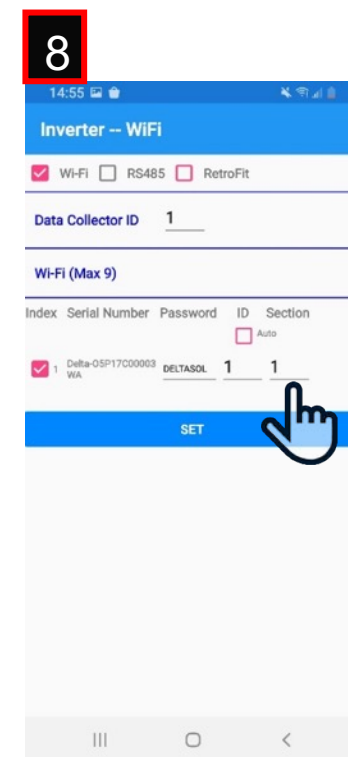 8
14:55
Inverter -- WiFi
Wi-Fi RS485 RetroFit
Data Collector ID 1
Wi-Fi (Max 9)
Index Serial Number Password ID Section
Auto
1 Delta-O5P17C00003 DELTASOL 1 1
WA
SET